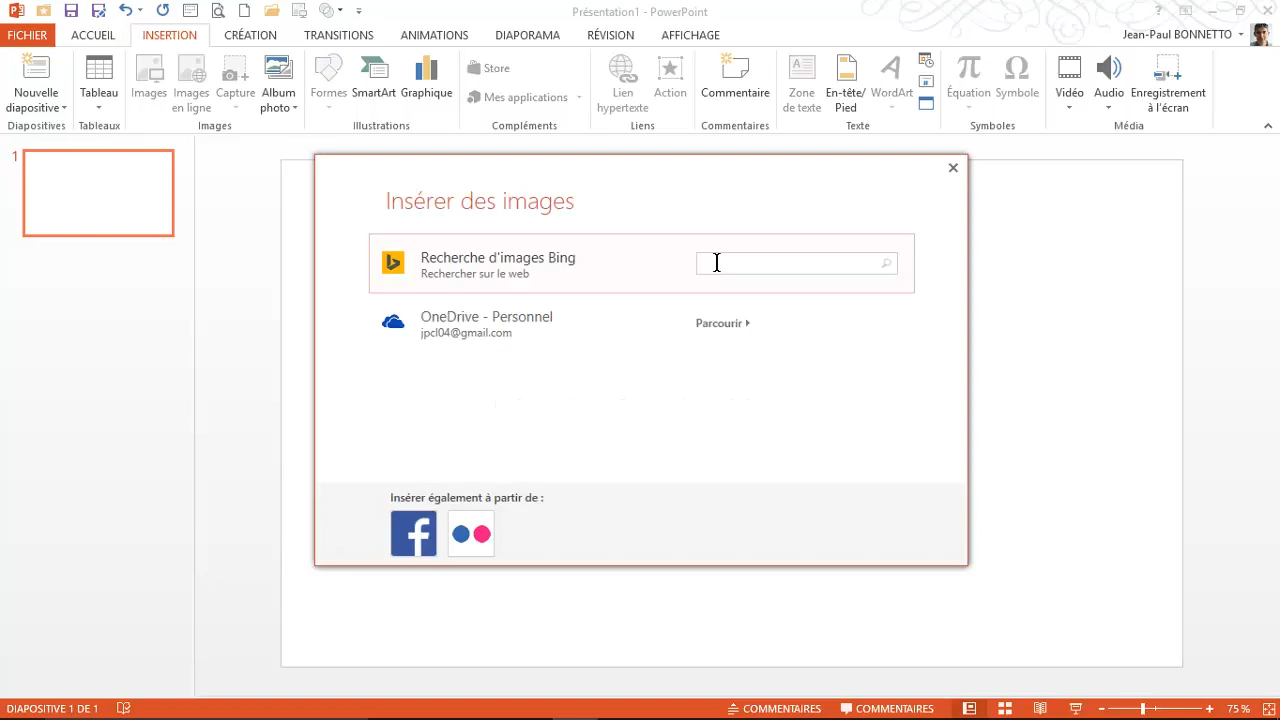 Présentation1 - PowerPoint
?
FICHIER ACCUEIL INSERTION CRÉATION TRANSITIONS ANIMATIONS DIAPORAMA RÉVISION AFFICHAGE Jean-Paul BONNETTO
Nouvelle diapositive
Tableau
Images
Images en ligne
Capture
Album photo
Formes
SmartArt
Graphique
Store
Mes applications
Lien hypertexte
Action
Commentaire
Zone de texte
En-tête/ Pied
WordArt
Équation
Symbole
Vidéo
Audio
Enregistrement à l'écran
Diapositives Tableaux Images Illustrations Compléments Liens Commentaires Texte Symboles Média
1
Insérer des images
Recherche d'images Bing
Rechercher sur le web
OneDrive - Personnel
jpcl04@gmail.com
Parcourir
Insérer également à partir de :
DIAPOSITIVE 1 DE 1 COMMENTAIRES COMMENTAIRES 75 %